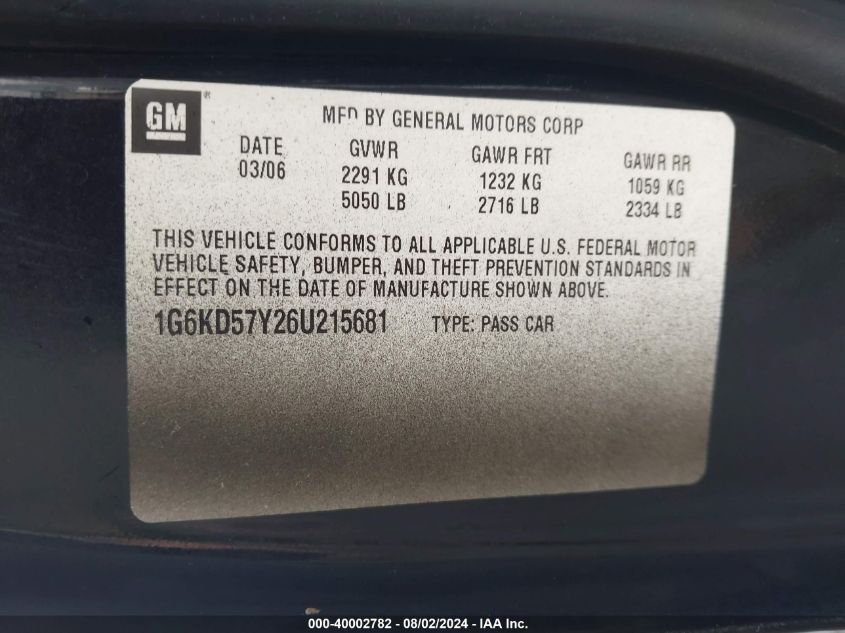 GM ®
MFD BY GENERAL MOTORS CORP
DATE GVWR GAWR FRT GAWR RR
03/06 2291 KG 1232 KG 1059 KG
5050 LB 2716 LB 2334 LB
THIS VEHICLE CONFORMS TO ALL APPLICABLE U.S. FEDERAL MOTOR
VEHICLE SAFETY, BUMPER, AND THEFT PREVENTION STANDARDS IN
EFFECT ON THE DATE OF MANUFACTURE SHOWN ABOVE.
1G6KD57Y26U215681 TYPE: PASS CAR
000-40002782 - 08/02/2024 - IAA Inc.